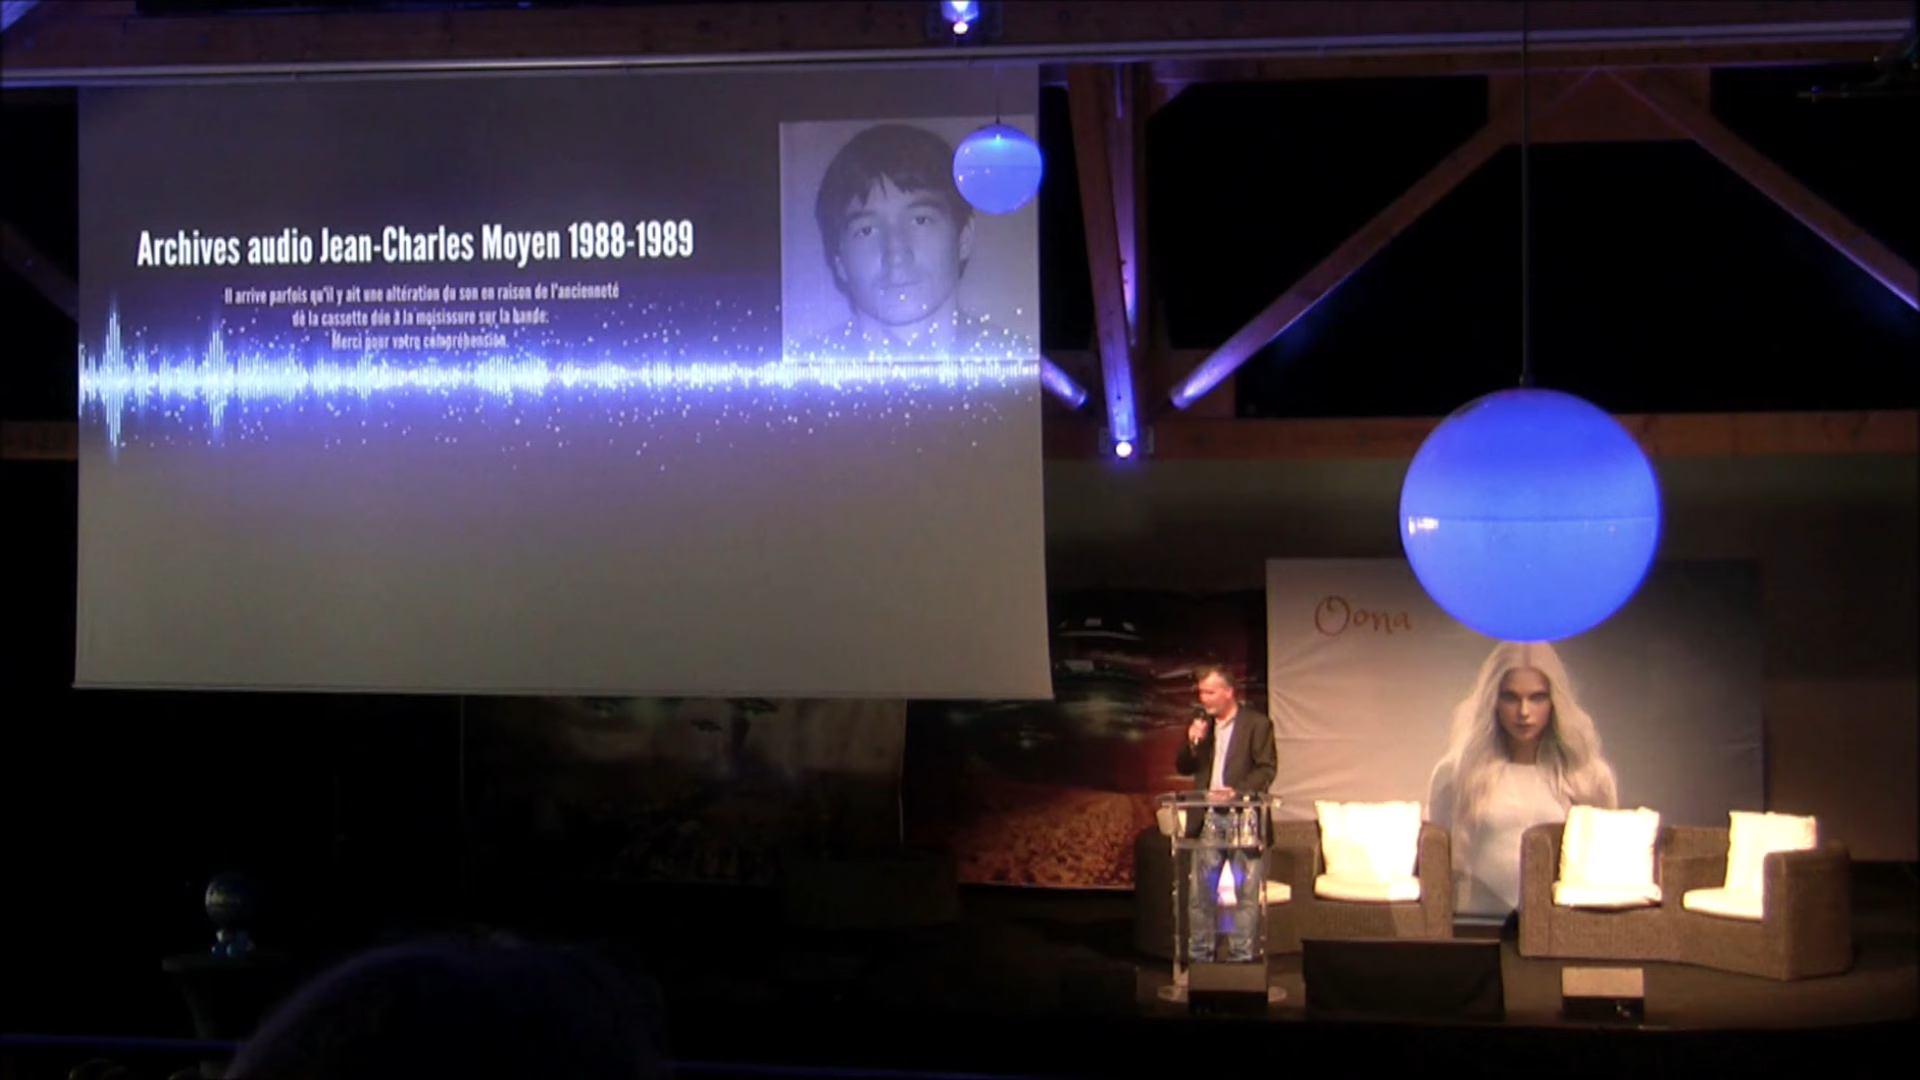 Archives audio Jean-Charles Moyen 1988-1989
Il arrive parfois qu'il y ait une altération du son en raison de l'ancienneté
de la cassette dûe à la moisissure sur la bande.
Merci pour votre compréhension.
Oona